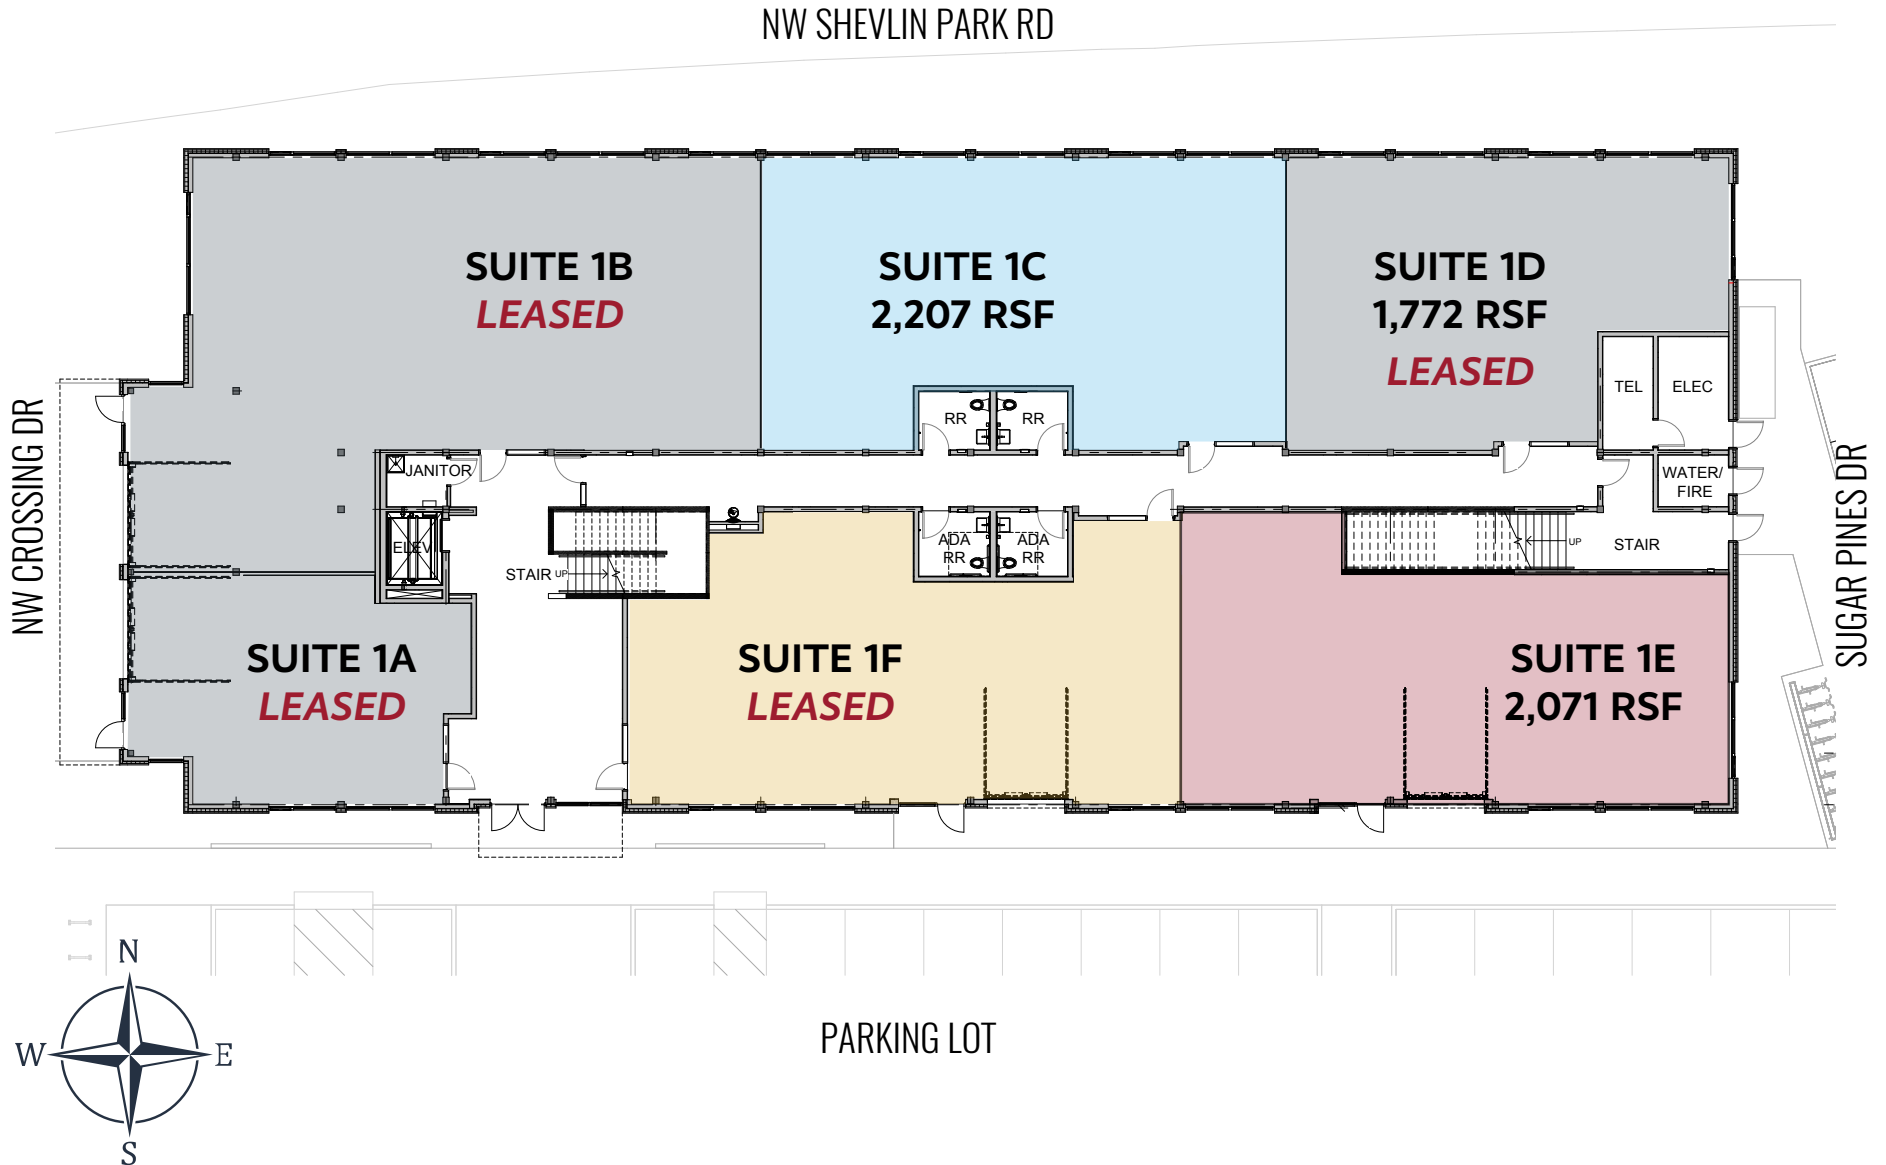 NW SHEVLIN PARK RD
SUITE 1B
LEASED
SUITE 1C
2,207 RSF
SUITE 1D
1,772 RSF
LEASED
TEL
ELEC
RR
RR
NW CROSSING DR
JANITOR
WATER/
FIRE
SUGAR PINES DR
ELEV
ADA
RR
ADA
RR
STAIR
UP
UP
STAIR
SUITE 1A
LEASED
SUITE 1F
LEASED
SUITE 1E
2,071 RSF
N
W
E
S
PARKING LOT